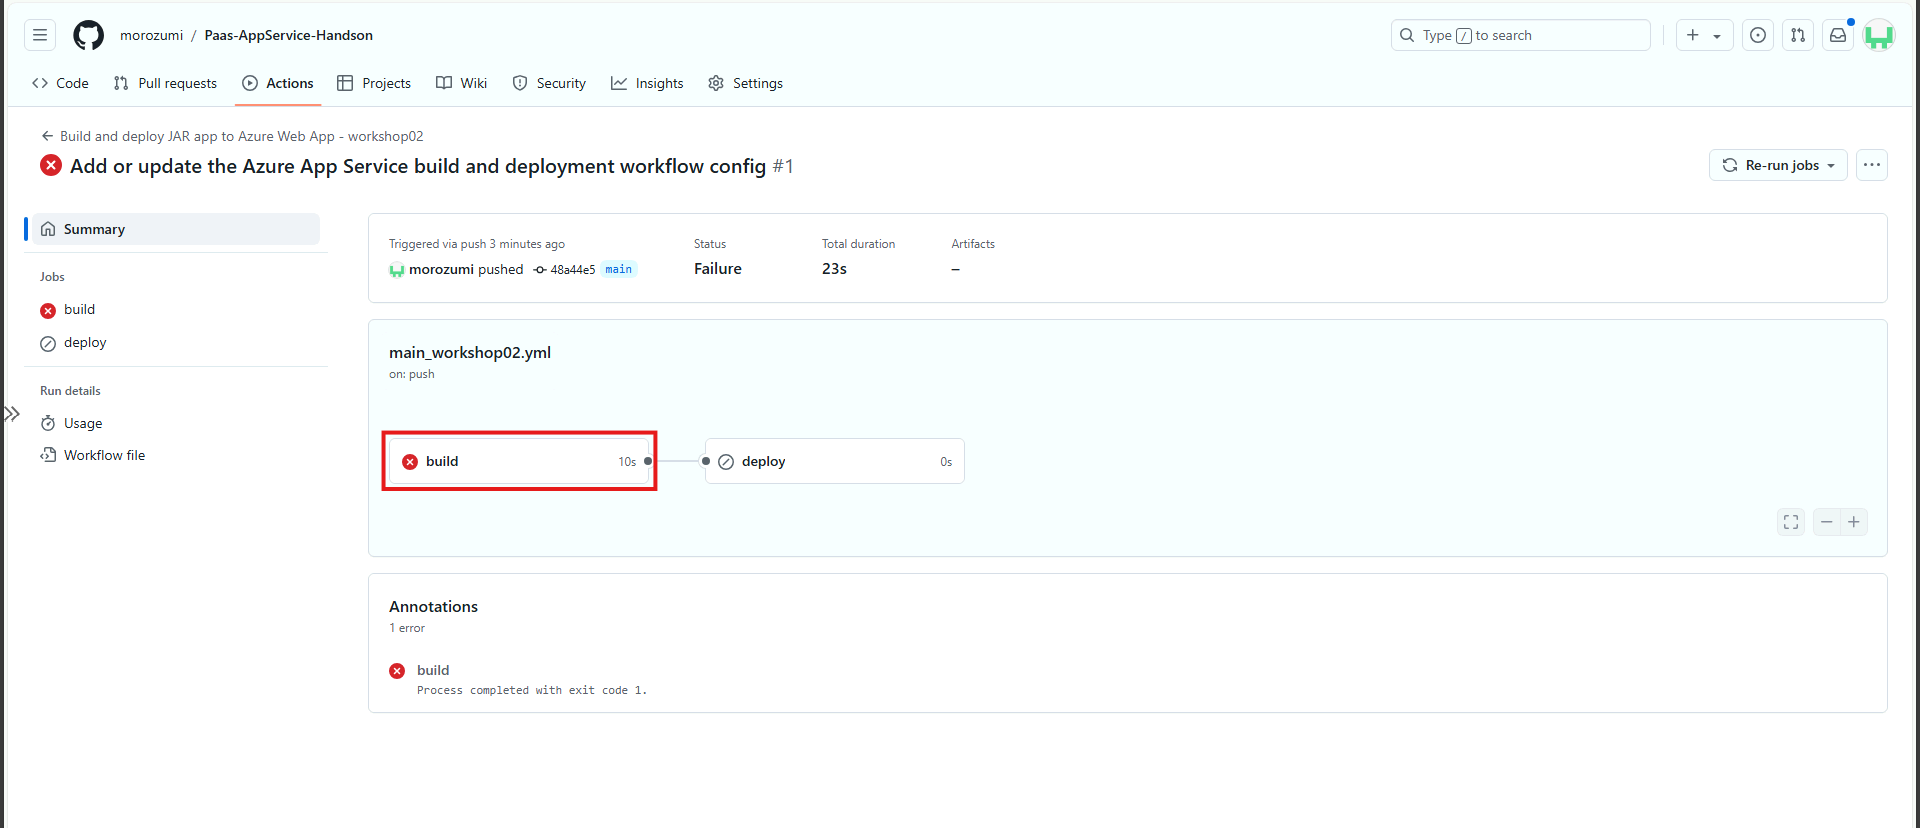 morozumi / Paas-AppService-Handson
Type / to search
Code Pull requests Actions Projects Wiki Security Insights Settings
Build and deploy JAR app to Azure Web App - workshop02
Add or update the Azure App Service build and deployment workflow config #1
Re-run jobs
Summary
Jobs
build
deploy
Run details
Usage
Workflow file
Triggered via push 3 minutes ago
morozumi pushed 48a44e5 main
Status
Failure
Total duration
23s
Artifacts
–
main_workshop02.yml
on: push
build 10s
deploy 0s
Annotations
1 error
build
Process completed with exit code 1.